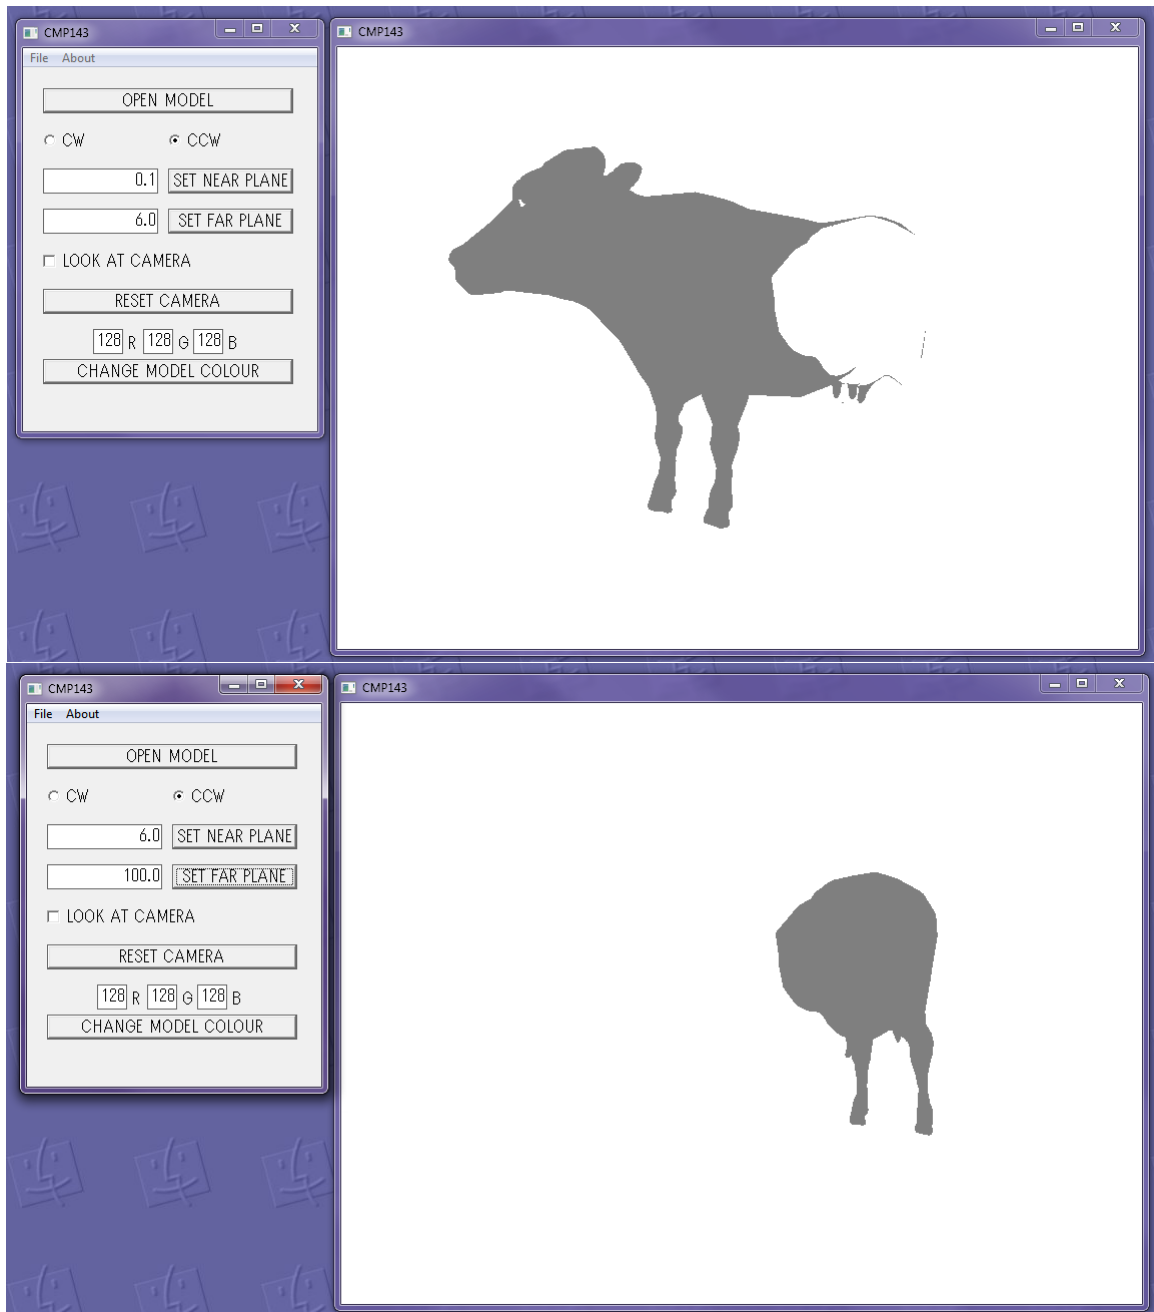 CMP143
File About
OPEN MODEL
CW CCW
0.1 SET NEAR PLANE
6.0 SET FAR PLANE
LOOK AT CAMERA
RESET CAMERA
128 R 128 G 128 B
CHANGE MODEL COLOUR
CMP143
CMP143
File About
OPEN MODEL
CW CCW
6.0 SET NEAR PLANE
100.0 SET FAR PLANE
LOOK AT CAMERA
RESET CAMERA
128 R 128 G 128 B
CHANGE MODEL COLOUR
CMP143